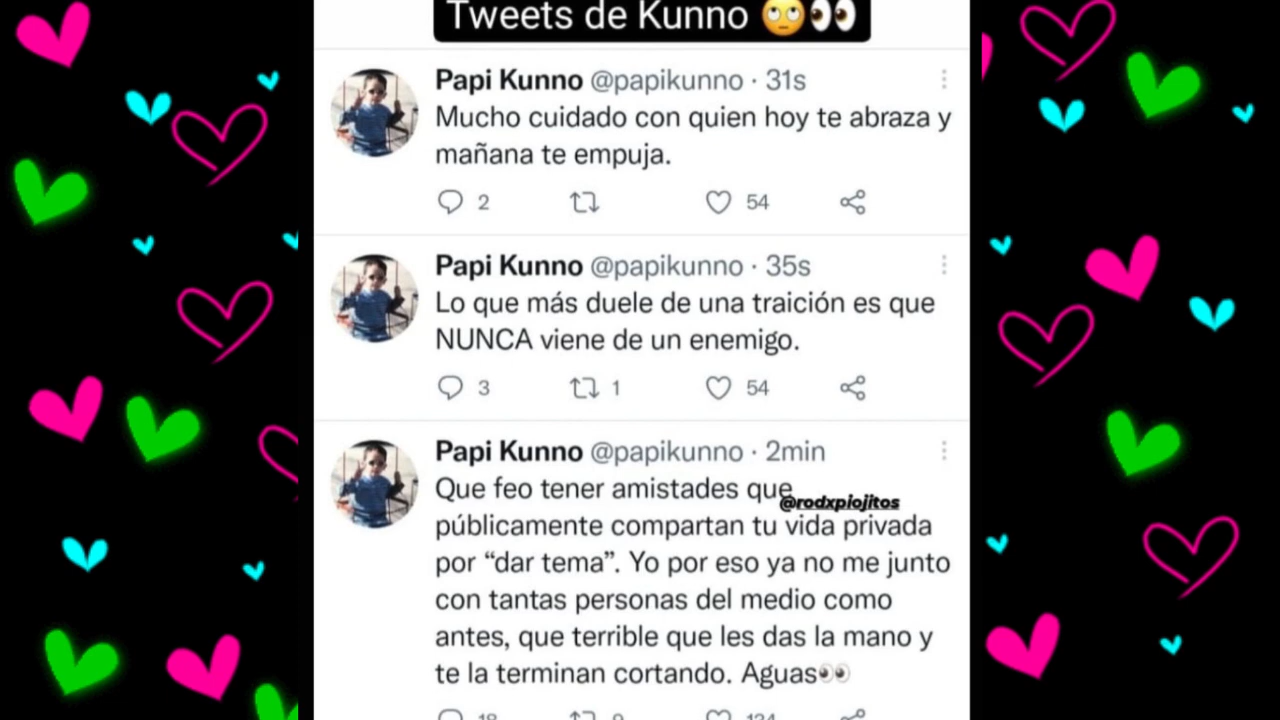 Tweets de Kunno 🙄👀
Papi Kunno @papikunno · 31s
Mucho cuidado con quien hoy te abraza y
mañana te empuja.
2 54
Papi Kunno @papikunno · 35s
Lo que más duele de una traición es que
NUNCA viene de un enemigo.
3 1 54
Papi Kunno @papikunno · 2min
Que feo tener amistades que
@rodxpiojitos
públicamente compartan tu vida privada
por “dar tema”. Yo por eso ya no me junto
con tantas personas del medio como
antes, que terrible que les das la mano y
te la terminan cortando. Aguas👀